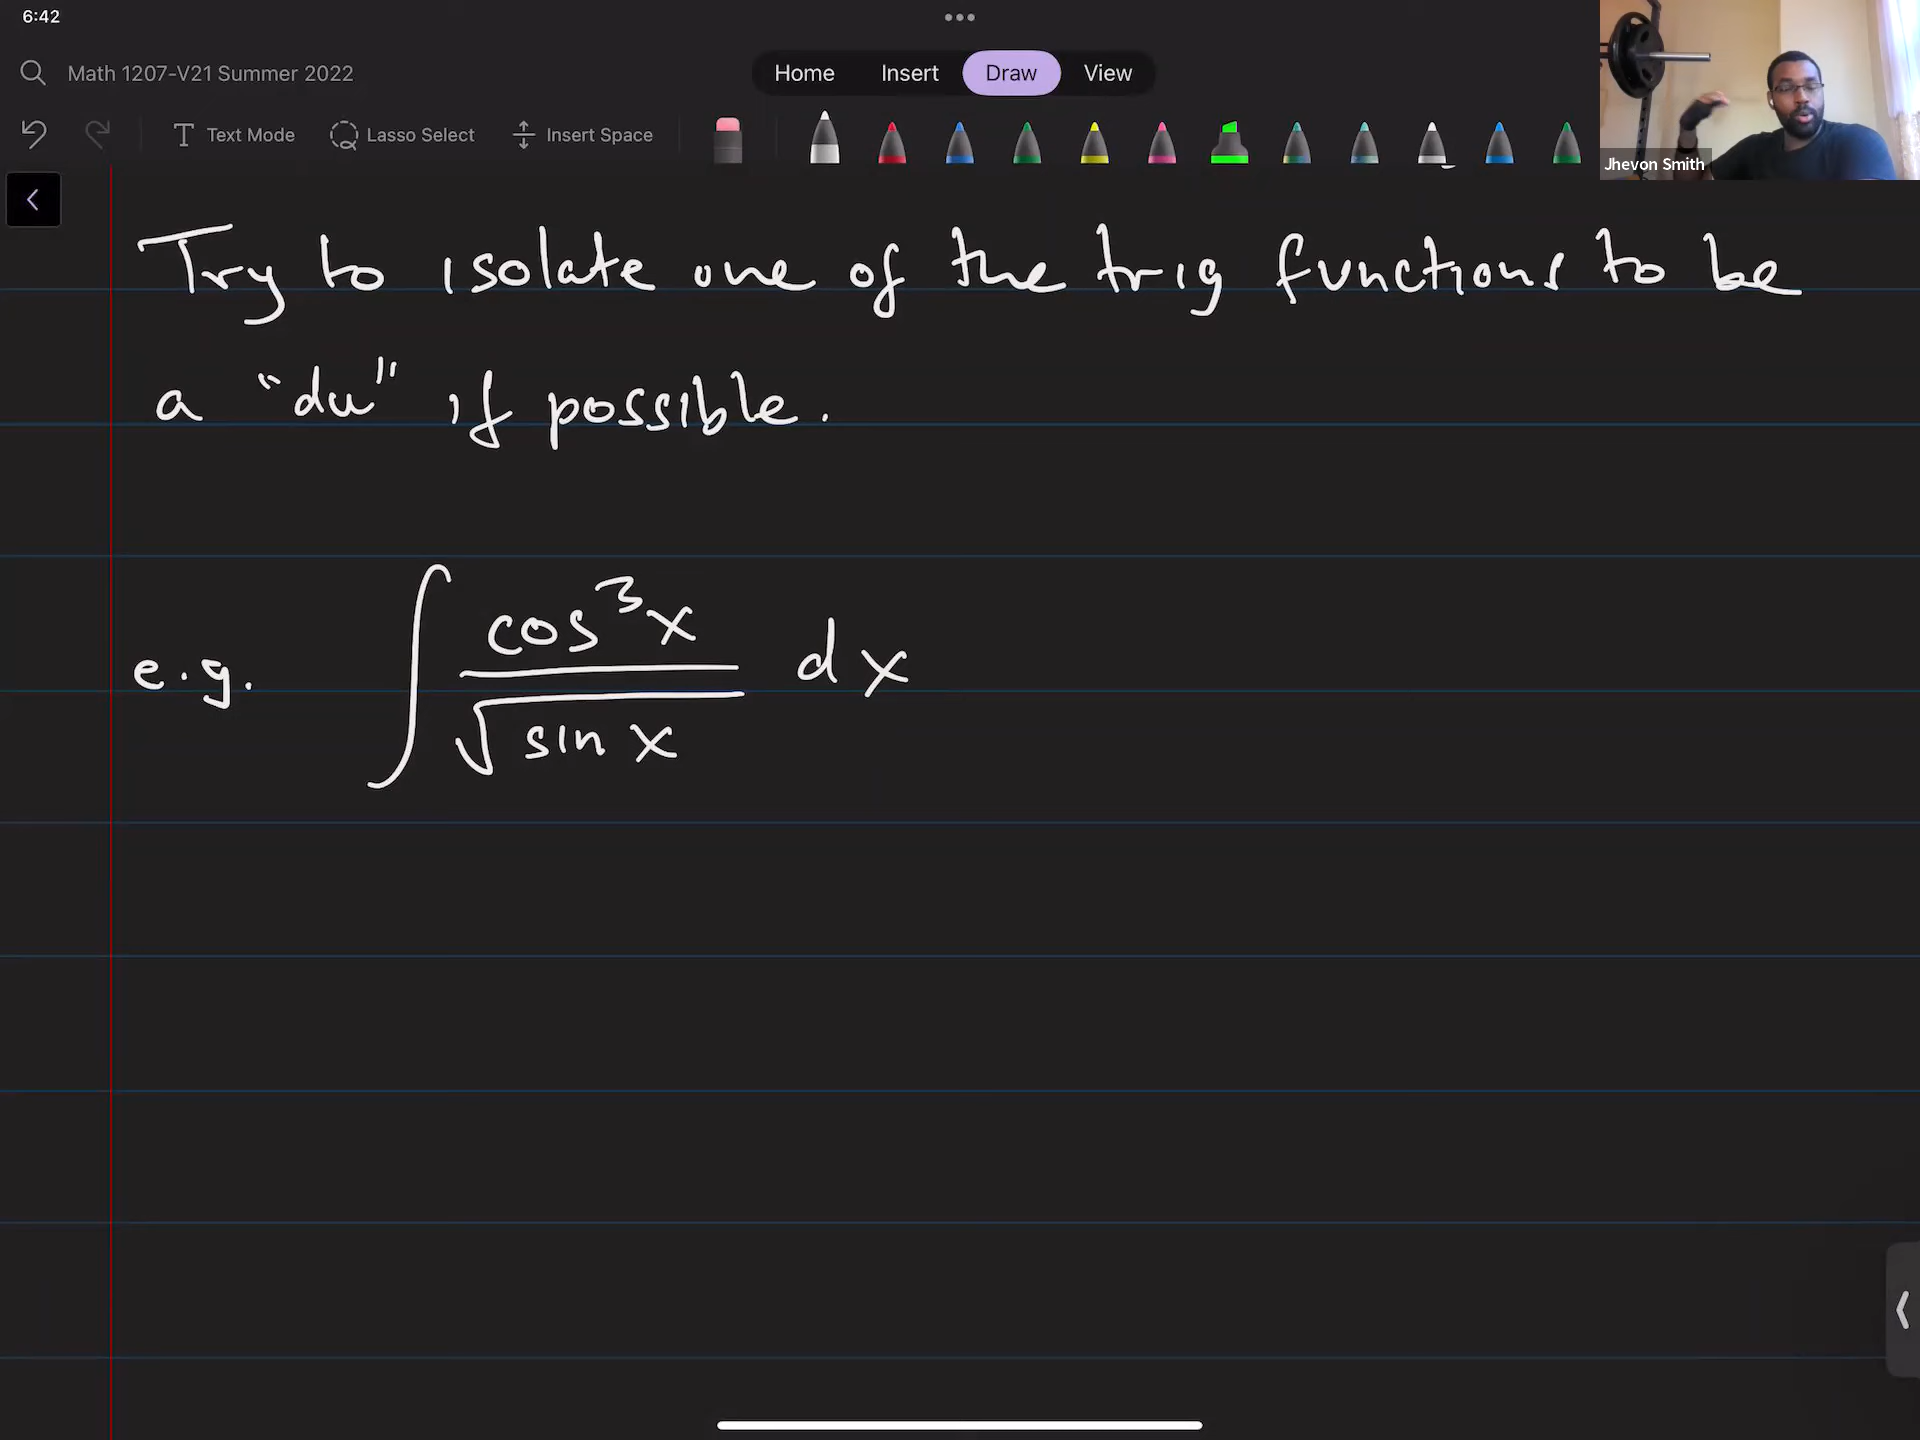 6:42
Math 1207-V21 Summer 2022
Home Insert Draw View
Text Mode Lasso Select Insert Space
Jhevon Smith
Try to isolate one of the trig functions to be
a "du" if possible.
e.g. ∫ cos³x / √sin x dx